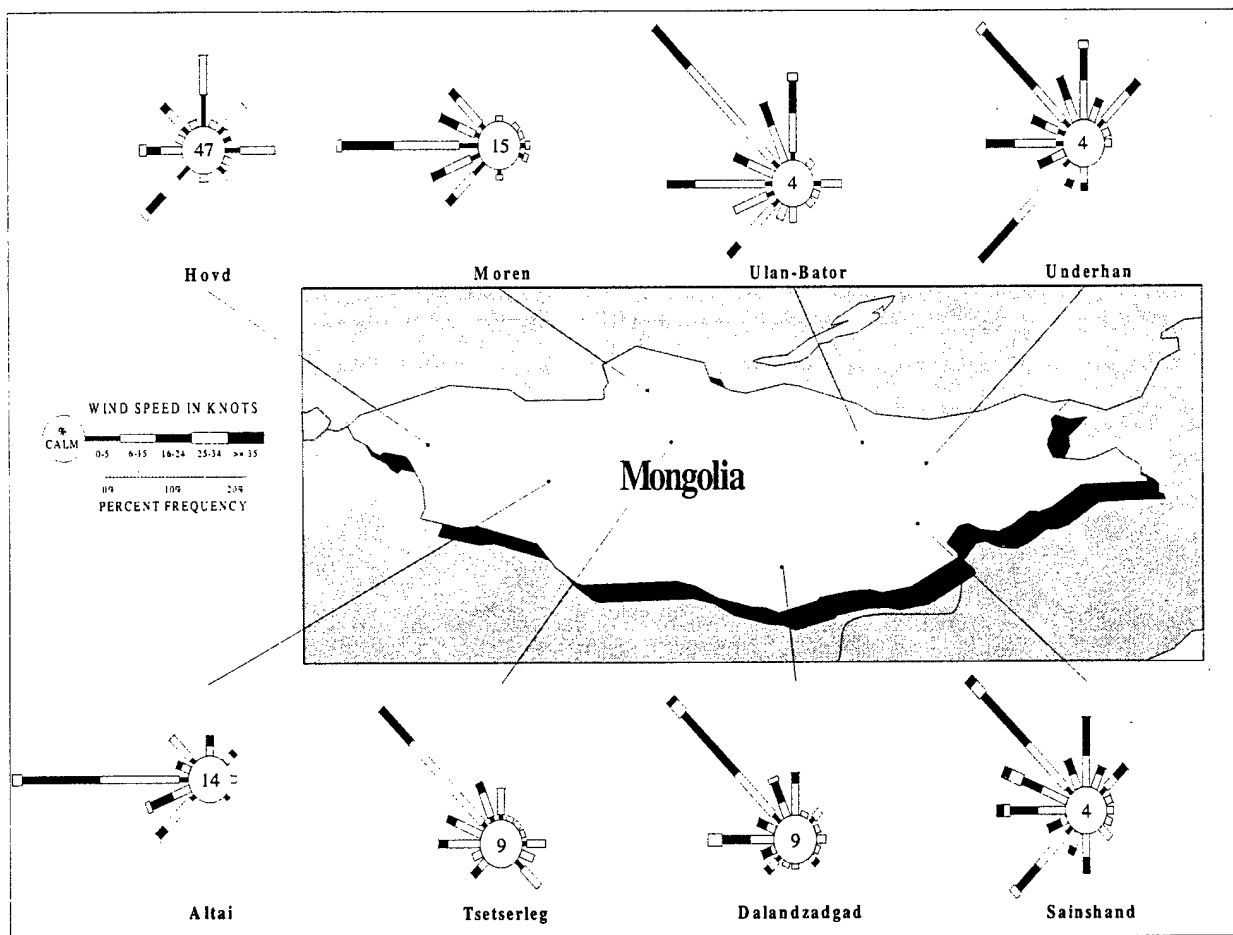 47
15
4
4
Hovd
Moren
Ulan-Bator
Underhan
WIND SPEED IN KNOTS
%
CALM
0-5 6-15 16-24 25-34 >= 35
0% 10% 20%
PERCENT FREQUENCY
Mongolia
14
9
9
4
Altai
Tsetserleg
Dalandzadgad
Sainshand